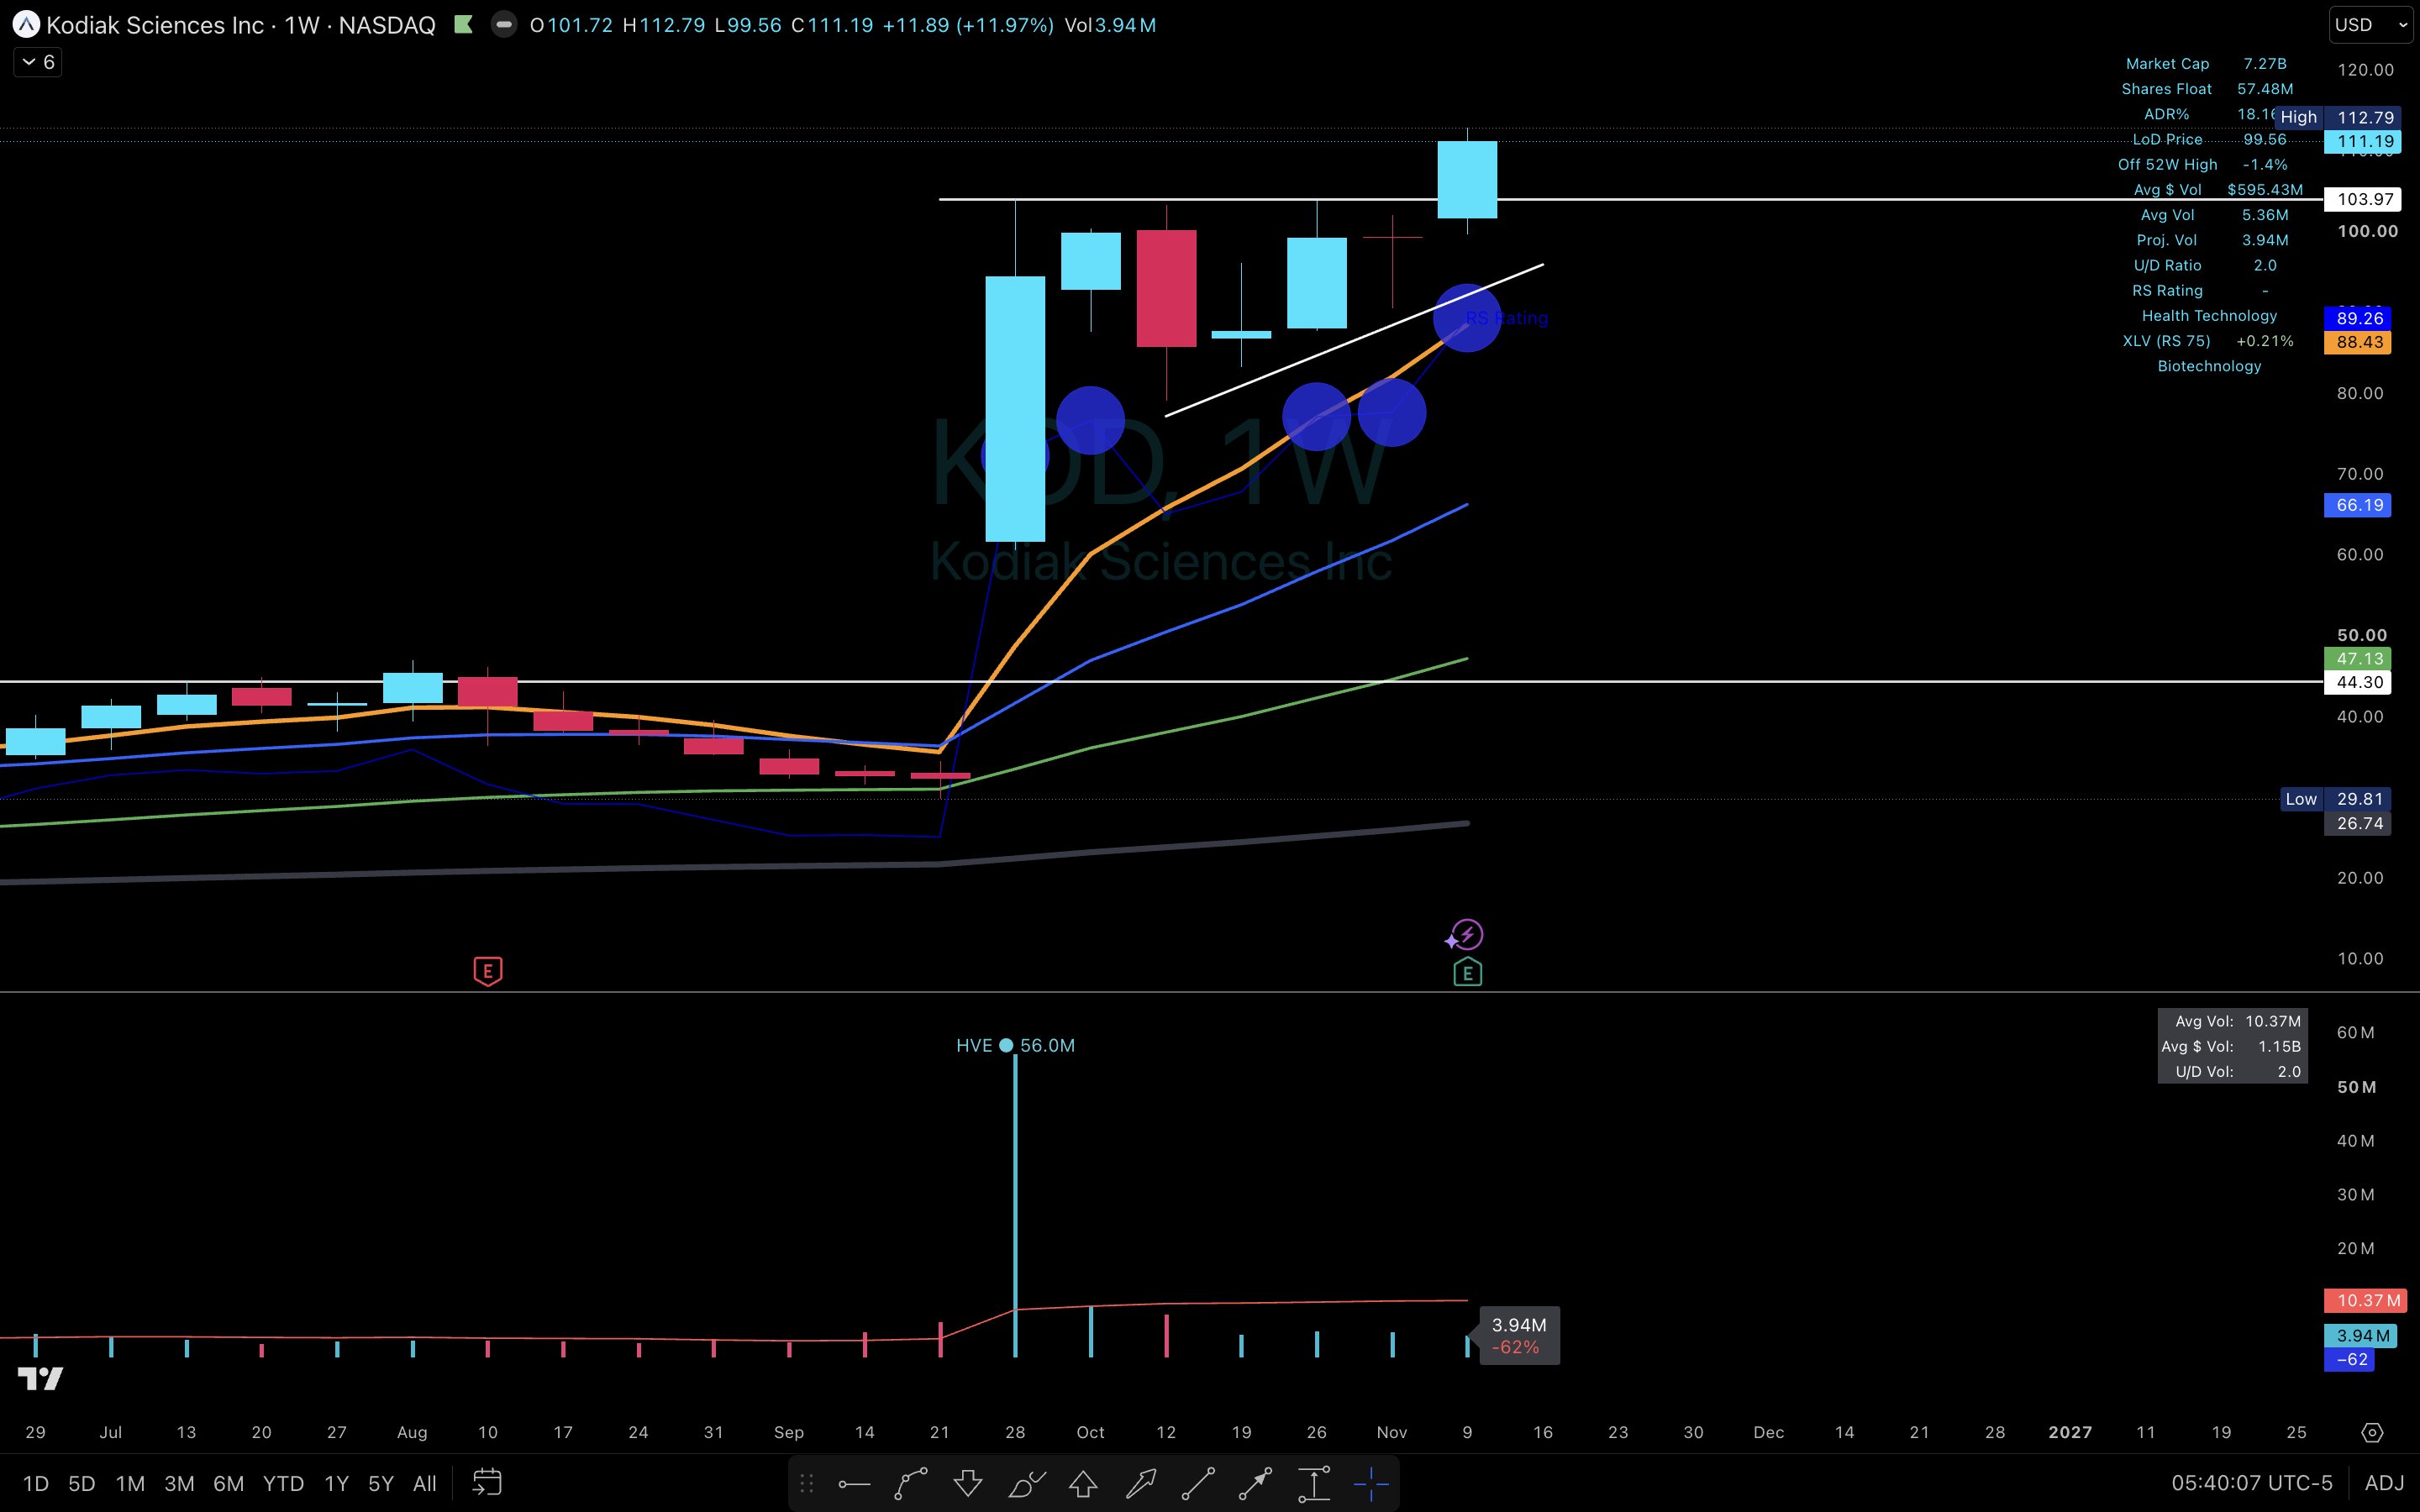 Kodiak Sciences Inc · 1W · NASDAQ O101.72 H112.79 L99.56 C111.19 +11.89 (+11.97%) Vol3.94 M
USD
6
120.00
Market Cap 7.27B
Shares Float 57.48M
ADR% 18.16
High 112.79
LoD Price 99.56
111.19
Off 52W High -1.4%
Avg $ Vol $595.43M
103.97
Avg Vol 5.36M
100.00
Proj. Vol 3.94M
U/D Ratio 2.0
RS Rating -
Health Technology
RS Rating
89.26
XLV (RS 75) +0.21%
88.43
Biotechnology
80.00
KOD, 1W
70.00
66.19
Kodiak Sciences Inc
60.00
50.00
47.13
44.30
40.00
Low 29.81
26.74
20.00
10.00
E
E
Avg Vol: 10.37M
Avg $ Vol: 1.15B
U/D Vol: 2.0
HVE 56.0M
60 M
50 M
40 M
30 M
20 M
10.37 M
3.94M
-62%
3.94 M
−62
29 Jul 13 20 27 Aug 10 17 24 31 Sep 14 21 28 Oct 12 19 26 Nov 9 16 23 30 Dec 14 21 28 2027 11 19 25
1D 5D 1M 3M 6M YTD 1Y 5Y All
05:40:07 UTC-5 ADJ